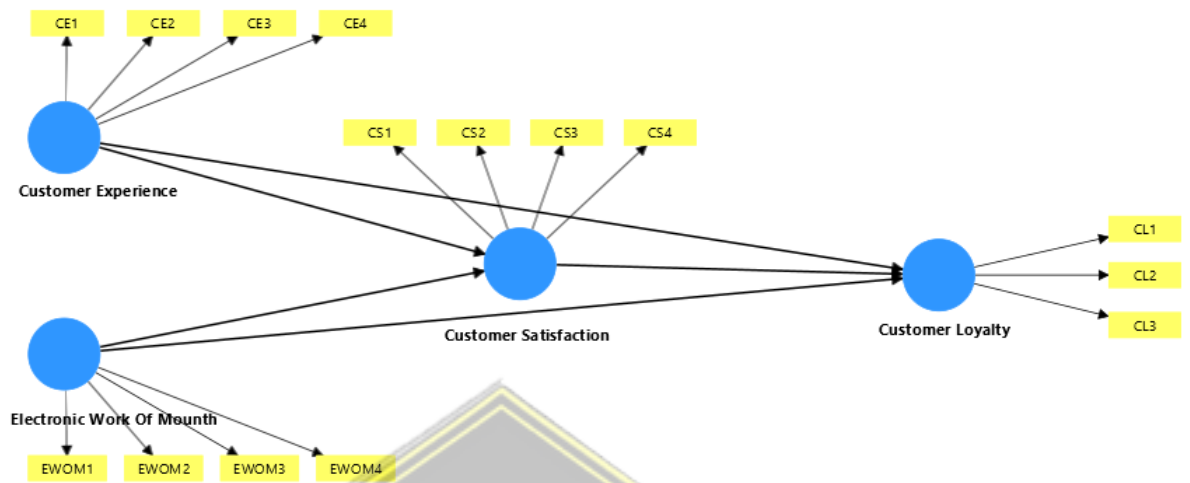 CE1 CE2 CE3 CE4
Customer Experience
CS1 CS2 CS3 CS4
Customer Satisfaction
CL1
CL2
CL3
Customer Loyalty
Electronic Work Of Mounth
EWOM1 EWOM2 EWOM3 EWOM4